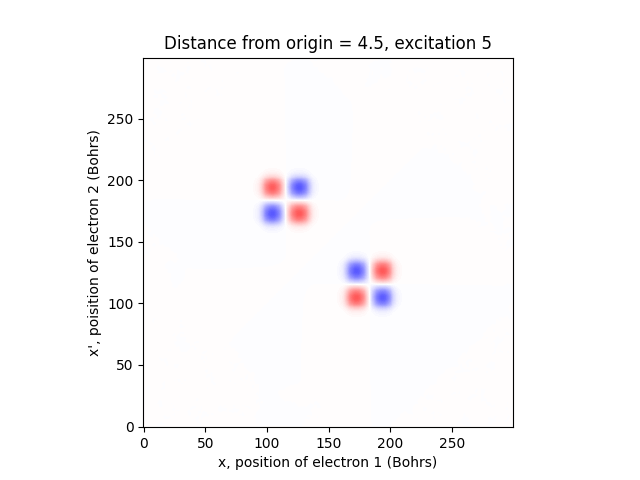 Distance from origin = 4.5, excitation 5
x', poisition of electron 2 (Bohrs)
250
200
150
100
50
0
0 50 100 150 200 250
x, position of electron 1 (Bohrs)